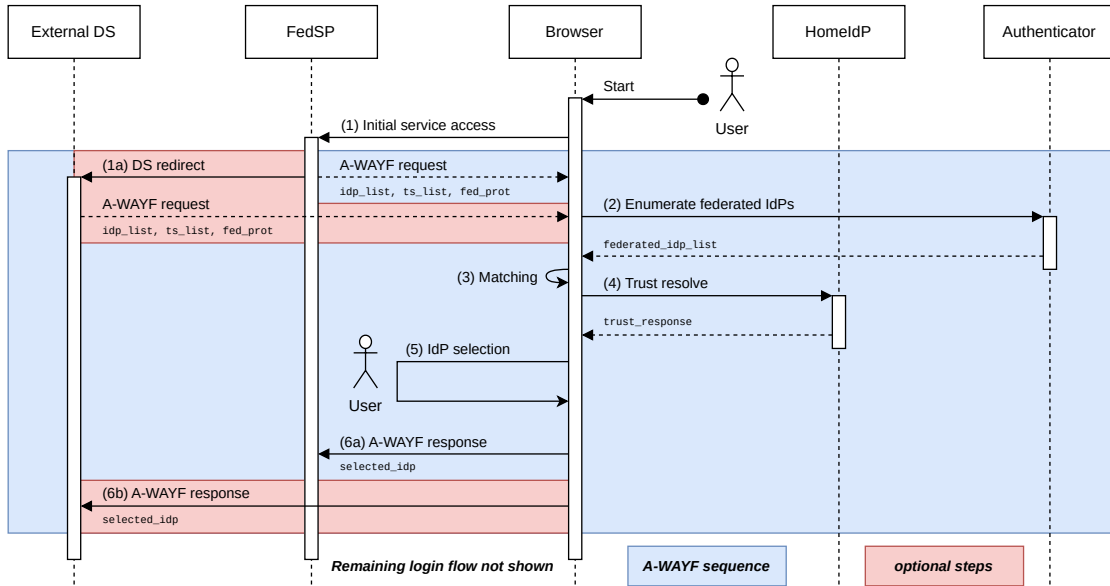 External DS
FedSP
Browser
HomeIdP
Authenticator
Start
User
(1) Initial service access
(1a) DS redirect
A-WAYF request
idp_list, ts_list, fed_prot
A-WAYF request
idp_list, ts_list, fed_prot
(2) Enumerate federated IdPs
federated_idp_list
(3) Matching
(4) Trust resolve
trust_response
(5) IdP selection
User
(6a) A-WAYF response
selected_idp
(6b) A-WAYF response
selected_idp
Remaining login flow not shown
A-WAYF sequence
optional steps